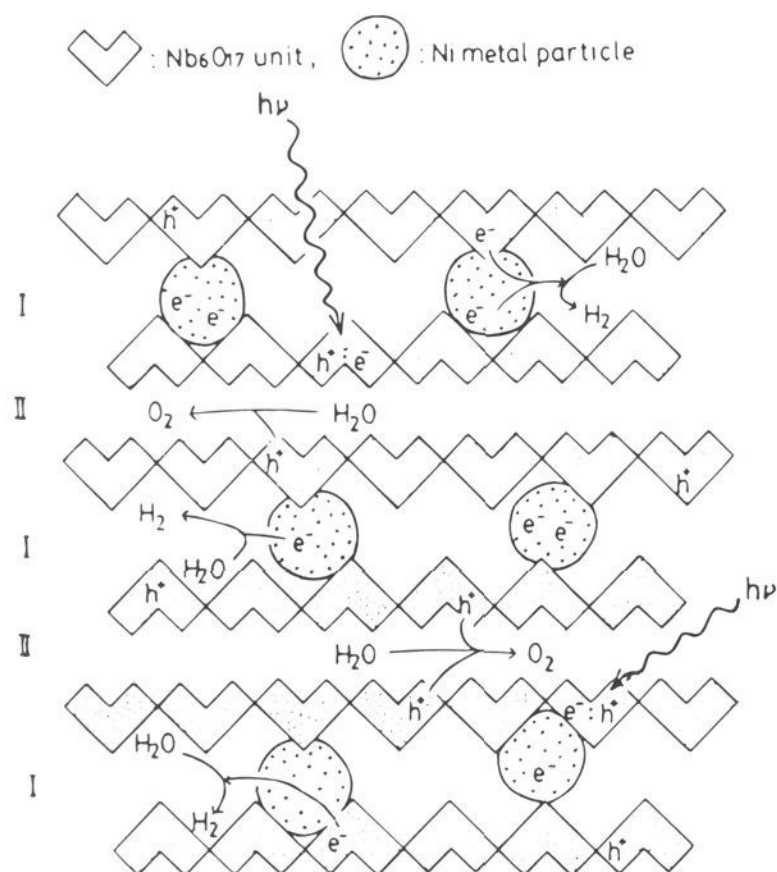 : Nb₆O₁₇ unit, : Ni metal particle
hν
h⁺
e⁻
H₂O
I
e⁻ e⁻
e⁻
H₂
h⁺ : e⁻
II
O₂
H₂O
h⁺
h⁺
H₂
e⁻
e⁻ e⁻
I
H₂O
h⁺
h⁺
hν
II
H₂O
O₂
h⁺
e⁻ : h⁺
H₂O
e⁻
I
H₂
e⁻
h⁺